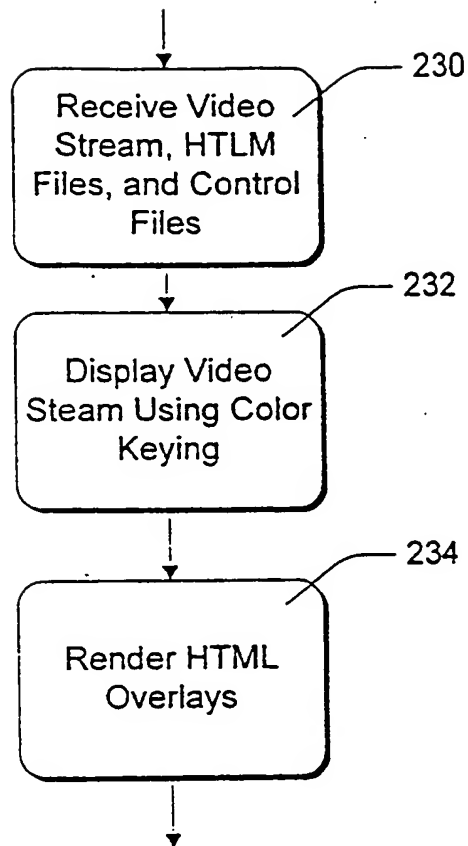 230
Receive Video
Stream, HTLM
Files, and Control
Files
232
Display Video
Steam Using Color
Keying
234
Render HTML
Overlays